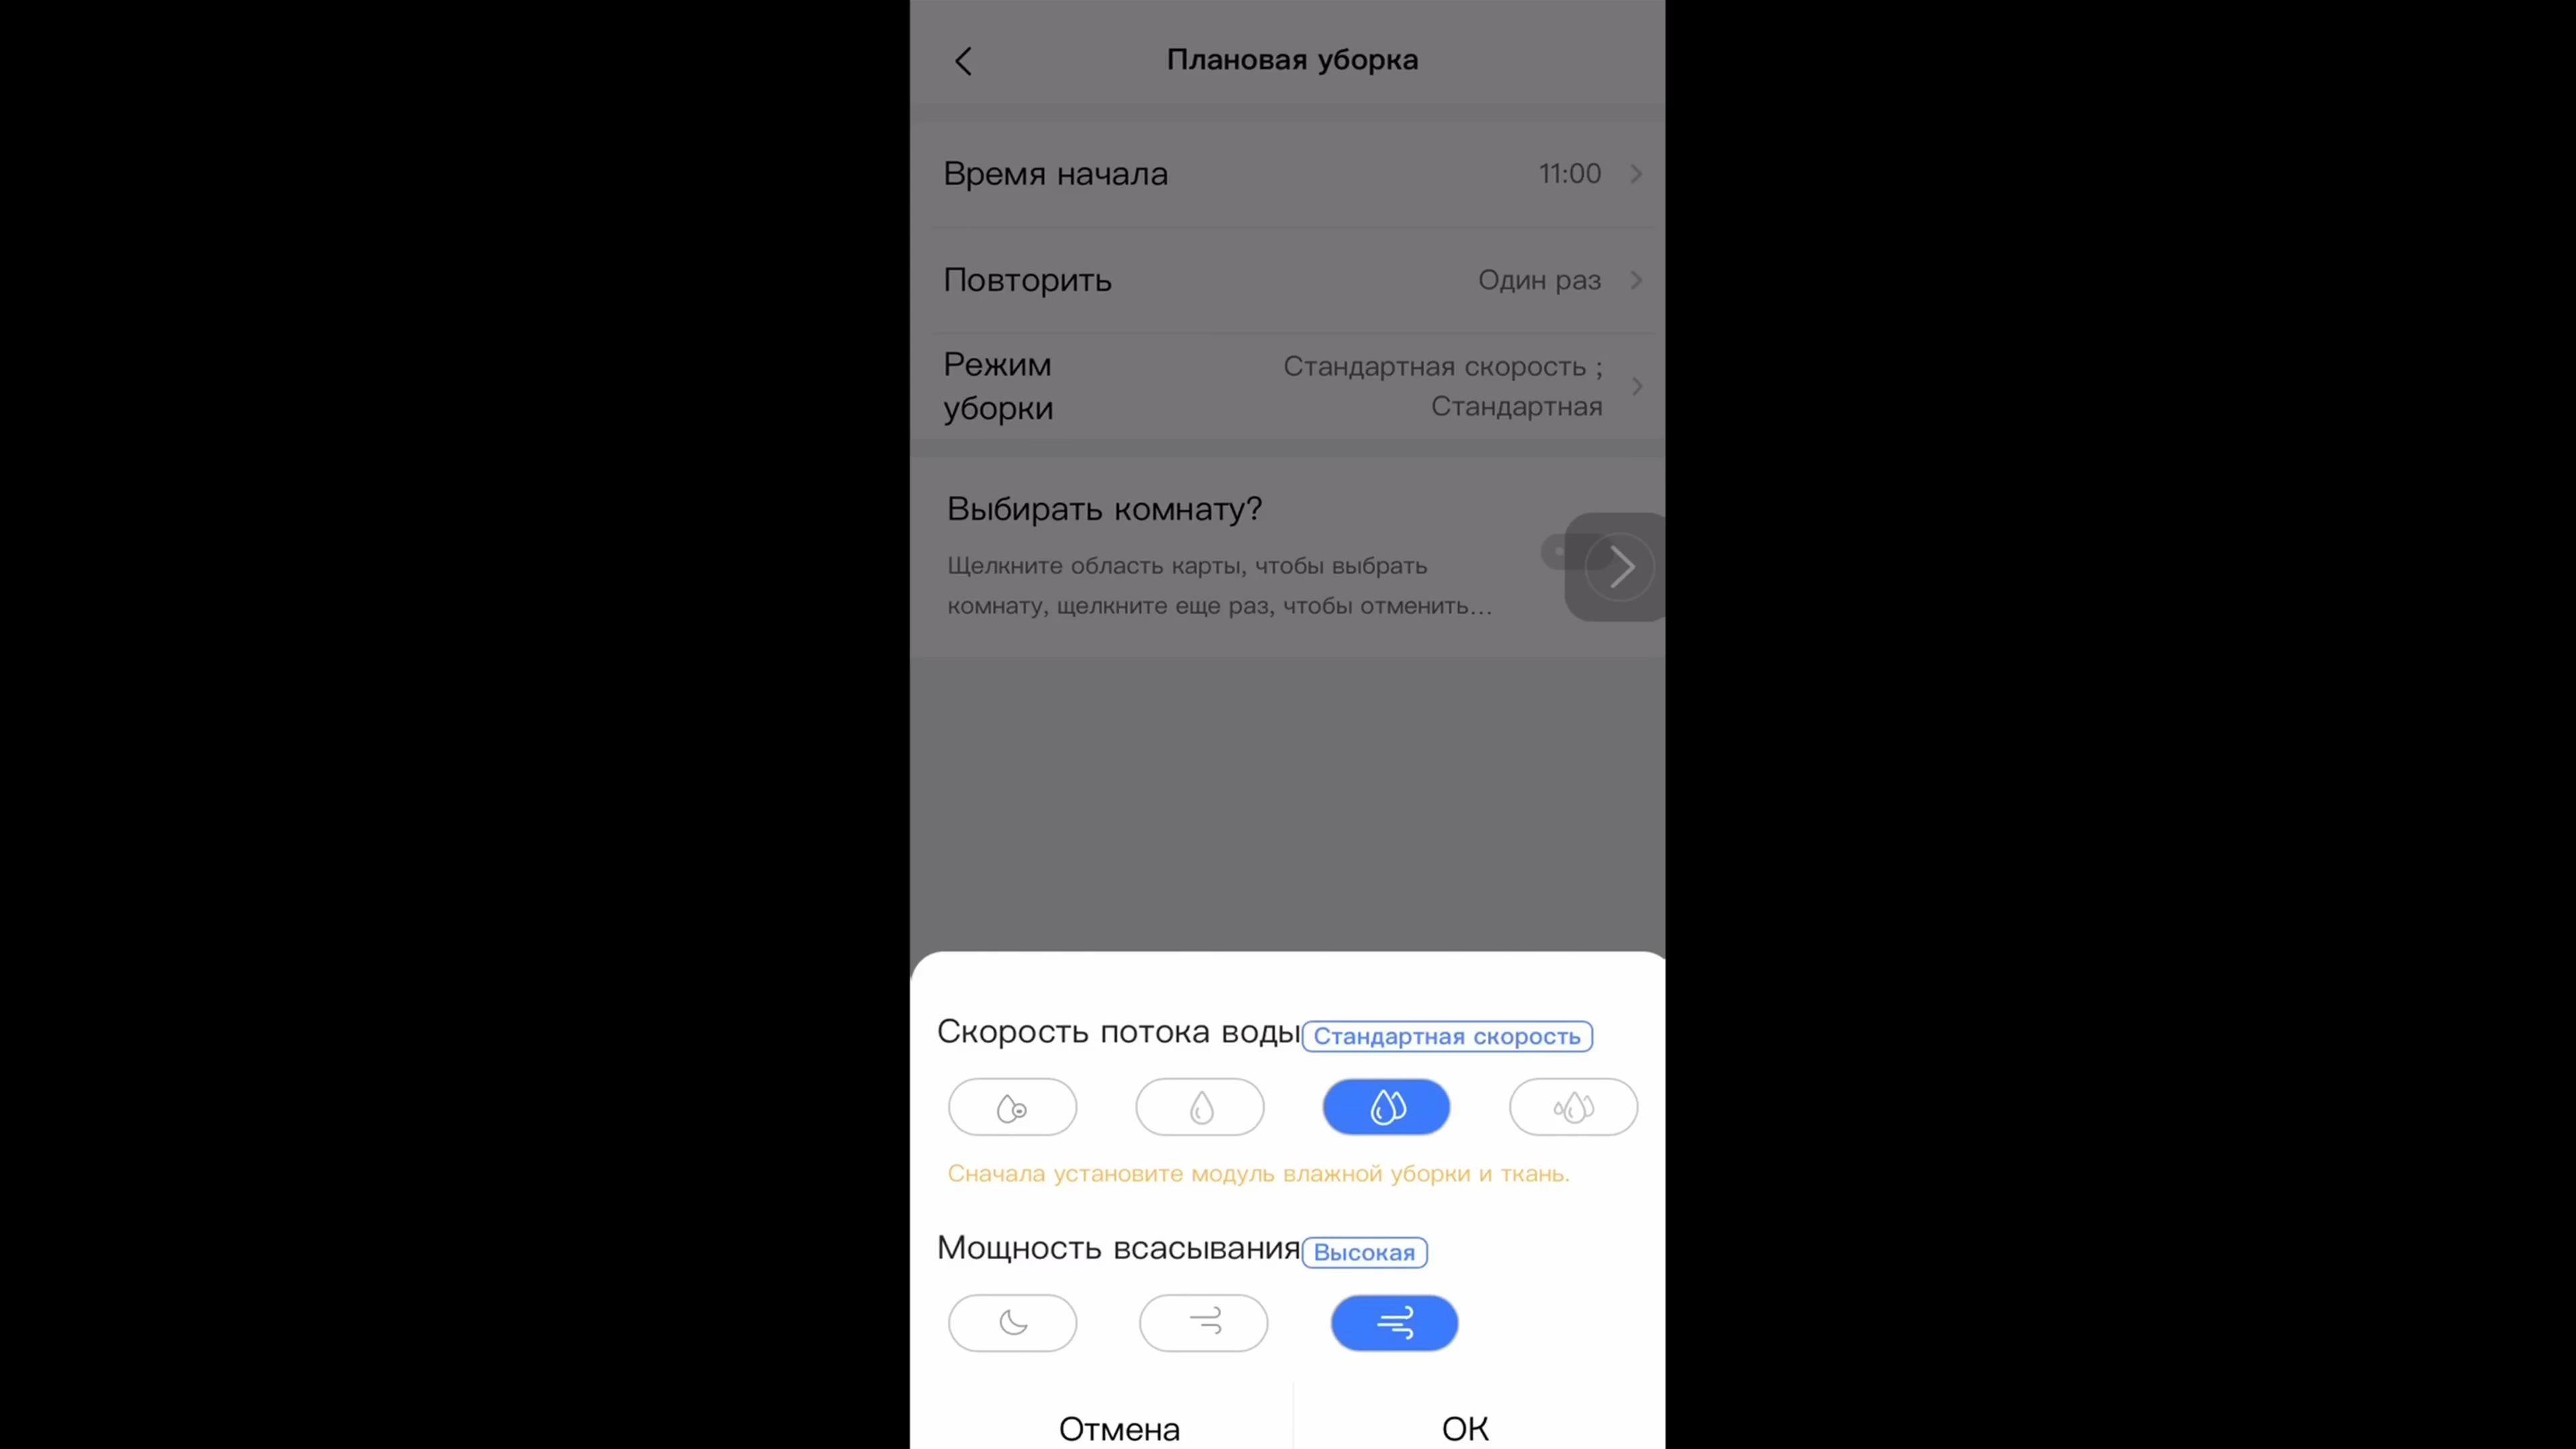 Плановая уборка
Время начала 11:00
Повторить Один раз
Режим уборки Стандартная скорость ;
Стандартная
Выбирать комнату?
Щелкните область карты, чтобы выбрать
комнату, щелкните еще раз, чтобы отменить...
Скорость потока воды Стандартная скорость
Сначала установите модуль влажной уборки и ткань.
Мощность всасывания Высокая
Отмена ОК